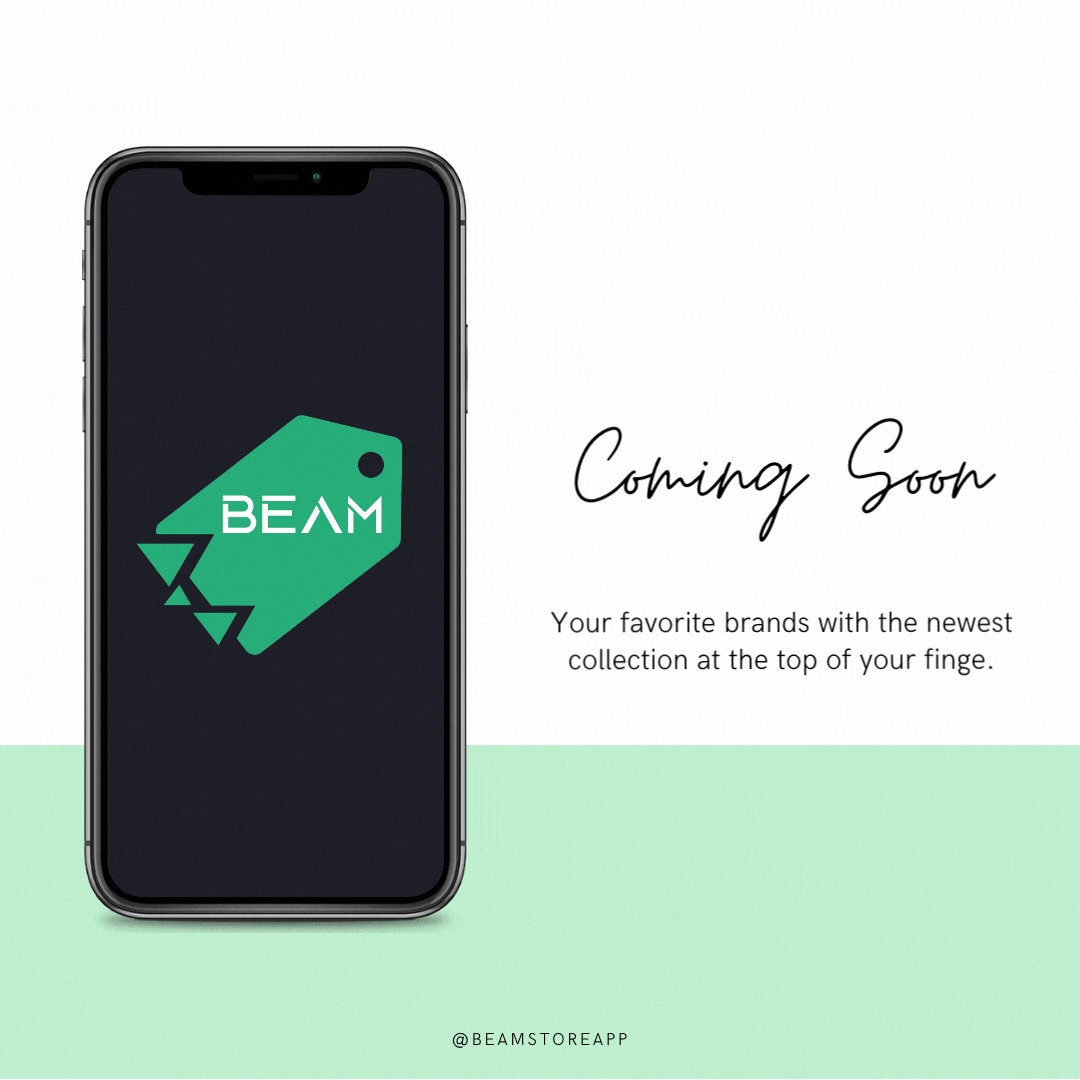 BEAM
Coming Soon
Your favorite brands with the newest
collection at the top of your finge.
@BEAMSTOREAPP